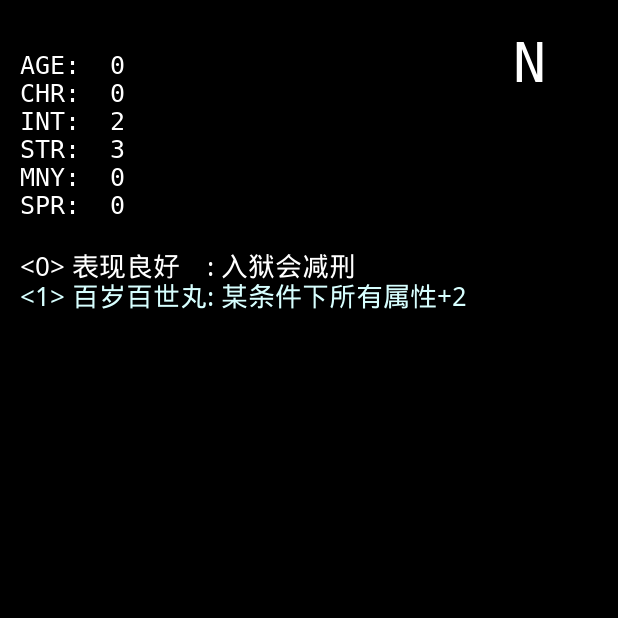 N
AGE: 0
CHR: 0
INT: 2
STR: 3
MNY: 0
SPR: 0
<0> 表现良好 : 入狱会减刑
<1> 百岁百世丸: 某条件下所有属性+2